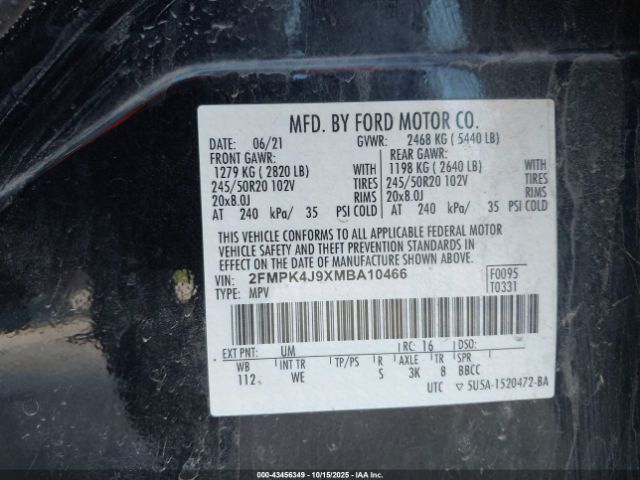 MFD. BY FORD MOTOR CO.
DATE: 06/21 GVWR: 2468 KG ( 5440 LB)
FRONT GAWR: REAR GAWR:
1279 KG ( 2820 LB) WITH 1198 KG ( 2640 LB) WITH
245/50R20 102V TIRES 245/50R20 102V TIRES
20x8.0J RIMS 20x8.0J RIMS
AT 240 kPa/ 35 PSI COLD AT 240 kPa/ 35 PSI COLD
THIS VEHICLE CONFORMS TO ALL APPLICABLE FEDERAL MOTOR
VEHICLE SAFETY AND THEFT PREVENTION STANDARDS IN
EFFECT ON THE DATE OF MANUFACTURE SHOWN ABOVE.
VIN: 2FMPK4J9XMBA10466 F0095
TYPE: MPV T0331
EXT PNT: UM RC: 16 DSO:
WB INT TR TP/PS R AXLE TR SPR
112 WE S 3K 8 BBCC
UTC ▽ 5U5A-1520472-BA
000-43456349 - 10/15/2025 - IAAI.COM